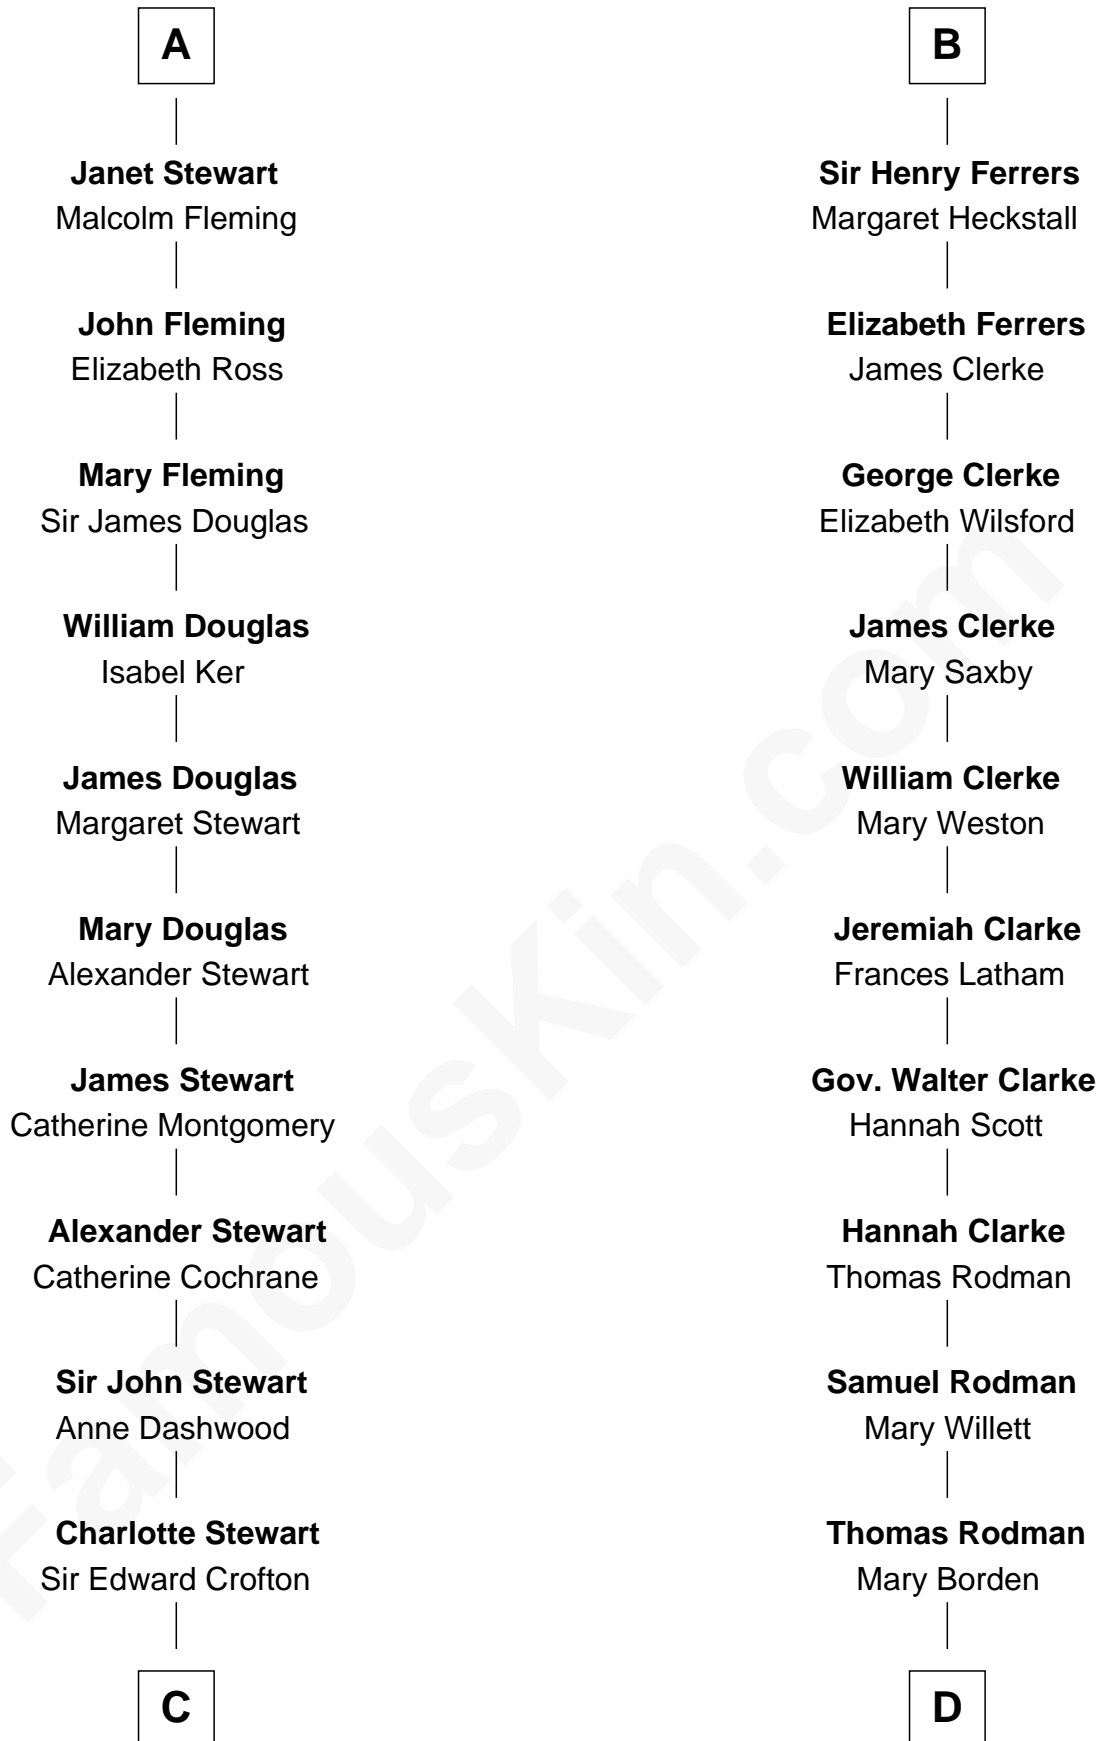 A
Janet Stewart
Malcolm Fleming
John Fleming
Elizabeth Ross
Mary Fleming
Sir James Douglas
William Douglas
Isabel Ker
James Douglas
Margaret Stewart
Mary Douglas
Alexander Stewart
James Stewart
Catherine Montgomery
Alexander Stewart
Catherine Cochrane
Sir John Stewart
Anne Dashwood
Charlotte Stewart
Sir Edward Crofton
C
B
Sir Henry Ferrers
Margaret Heckstall
Elizabeth Ferrers
James Clerke
George Clerke
Elizabeth Wilsford
James Clerke
Mary Saxby
William Clerke
Mary Weston
Jeremiah Clarke
Frances Latham
Gov. Walter Clarke
Hannah Scott
Hannah Clarke
Thomas Rodman
Samuel Rodman
Mary Willett
Thomas Rodman
Mary Borden
D
FamousKin.com